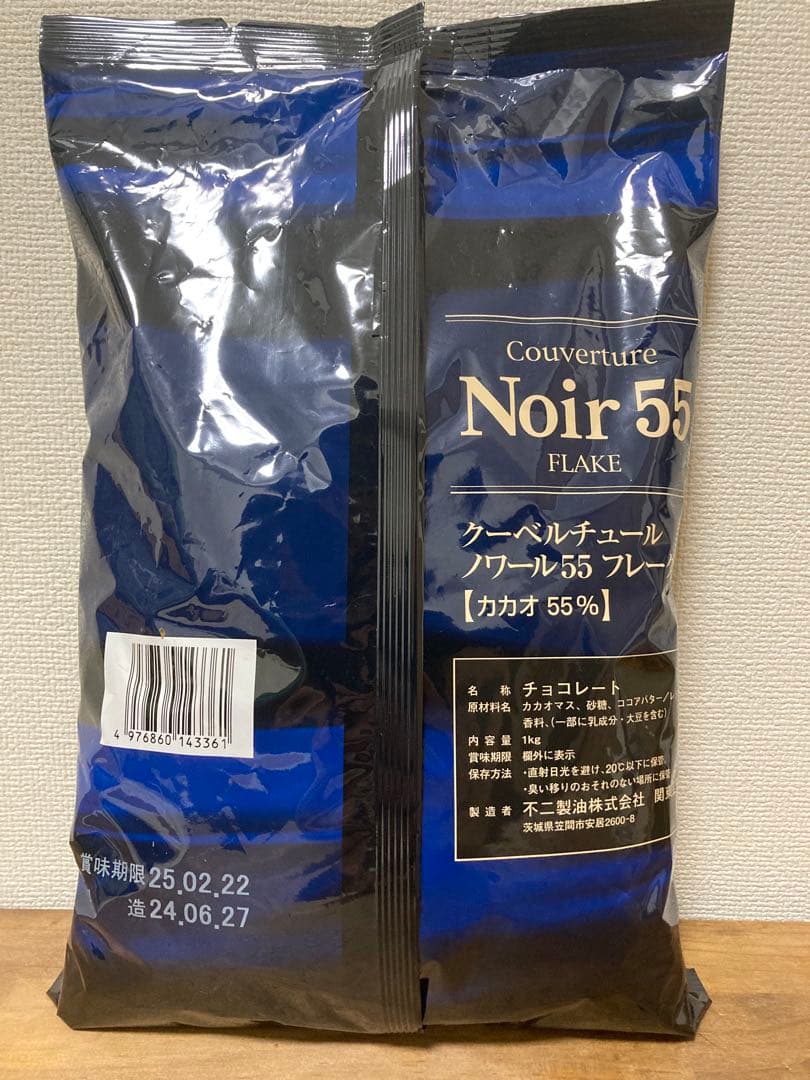 Couverture
Noir 55
FLAKE
クーベルチュール
ノワール55 フレー
【カカオ 55%】
名称 チョコレート
原材料名 カカオマス、砂糖、ココアバター/レ
香料、(一部に乳成分・大豆を含む)
内容量 1kg
賞味期限 欄外に表示
保存方法 ・直射日光を避け、20℃以下に保管
・臭い移りのおそれのない場所に保管
製造者 不二製油株式会社 関東
茨城県笠間市安居2600-8
4 976860 143361
賞味期限 25.02.22
造 24.06.27